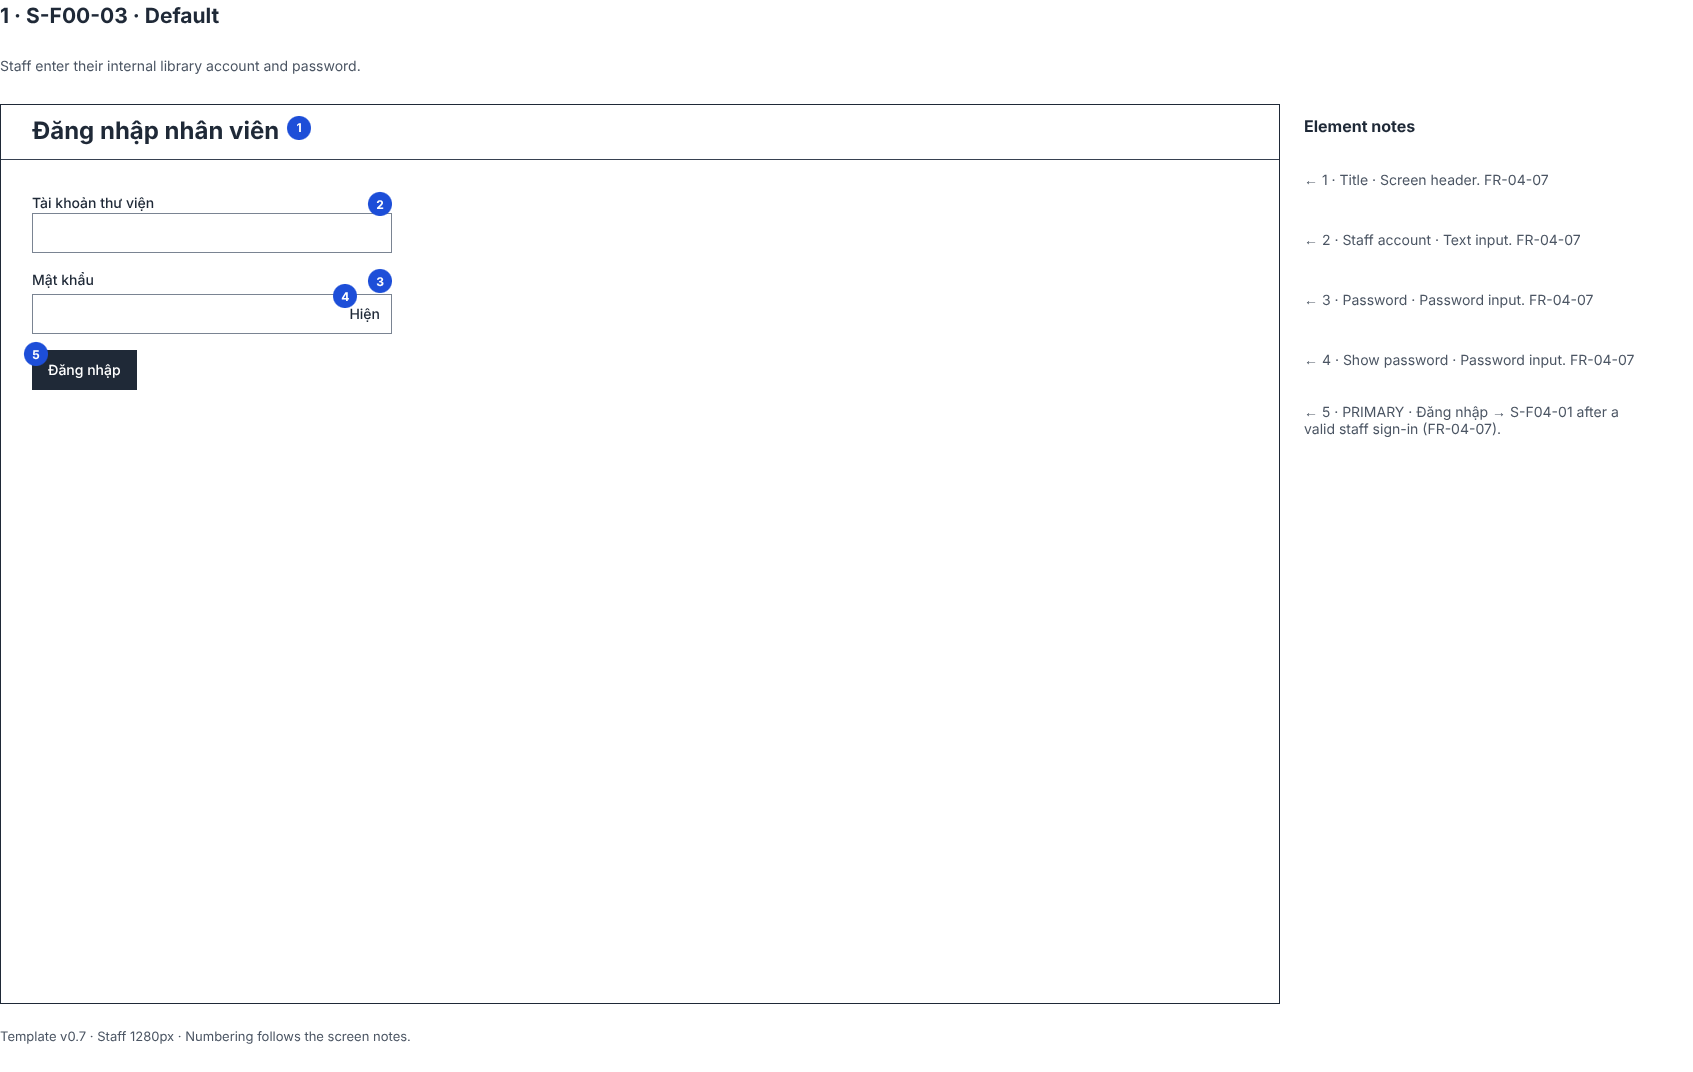 1 · S-F00-03 · Default
Staff enter their internal library account and password.
Đăng nhập nhân viên 1
Tài khoản thư viện 2
Mật khẩu 3
4
Hiện
5
Đăng nhập
Element notes
← 1 · Title · Screen header. FR-04-07
← 2 · Staff account · Text input. FR-04-07
← 3 · Password · Password input. FR-04-07
← 4 · Show password · Password input. FR-04-07
← 5 · PRIMARY · Đăng nhập → S-F04-01 after a
valid staff sign-in (FR-04-07).
Template v0.7 · Staff 1280px · Numbering follows the screen notes.